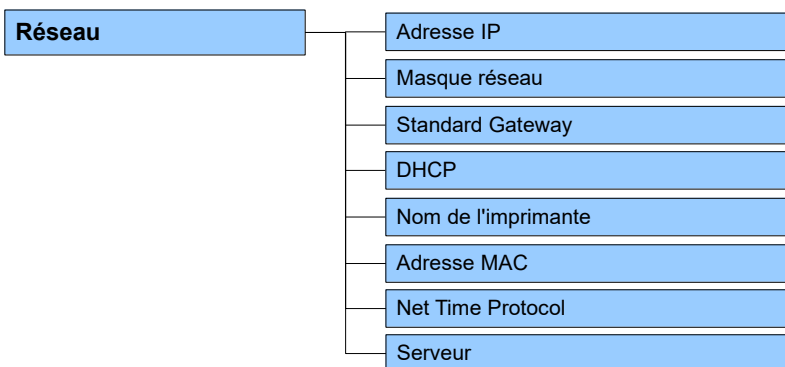 Réseau
Adresse IP
Masque réseau
Standard Gateway
DHCP
Nom de l'imprimante
Adresse MAC
Net Time Protocol
Serveur